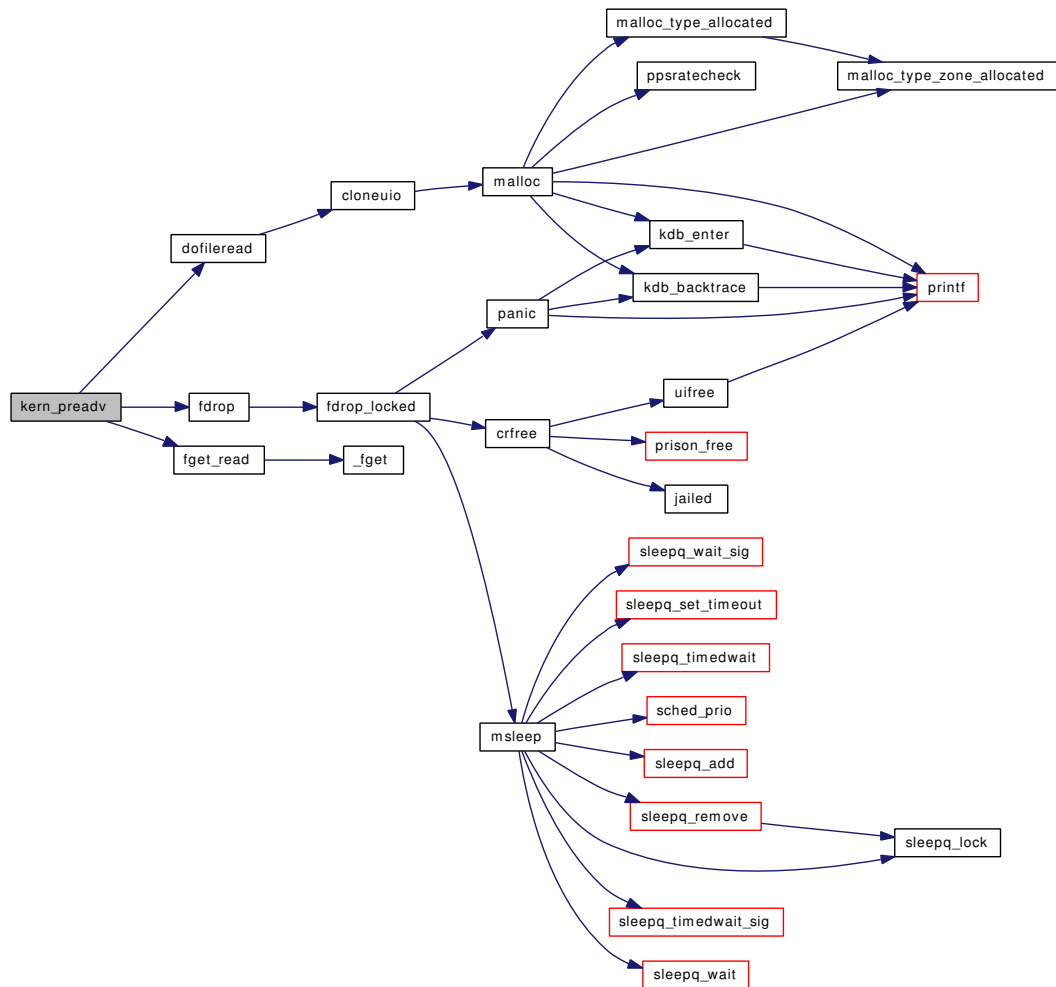 malloc_type_allocated
ppsratecheck
malloc_type_zone_allocated
malloc
cloneuio
kdb_enter
dofileread
kdb_backtrace
printf
panic
uifree
kern_preadv
fdrop
fdrop_locked
crfree
prison_free
fget_read
_fget
jailed
sleepq_wait_sig
sleepq_set_timeout
sleepq_timedwait
sched_prio
msleep
sleepq_add
sleepq_remove
sleepq_lock
sleepq_timedwait_sig
sleepq_wait